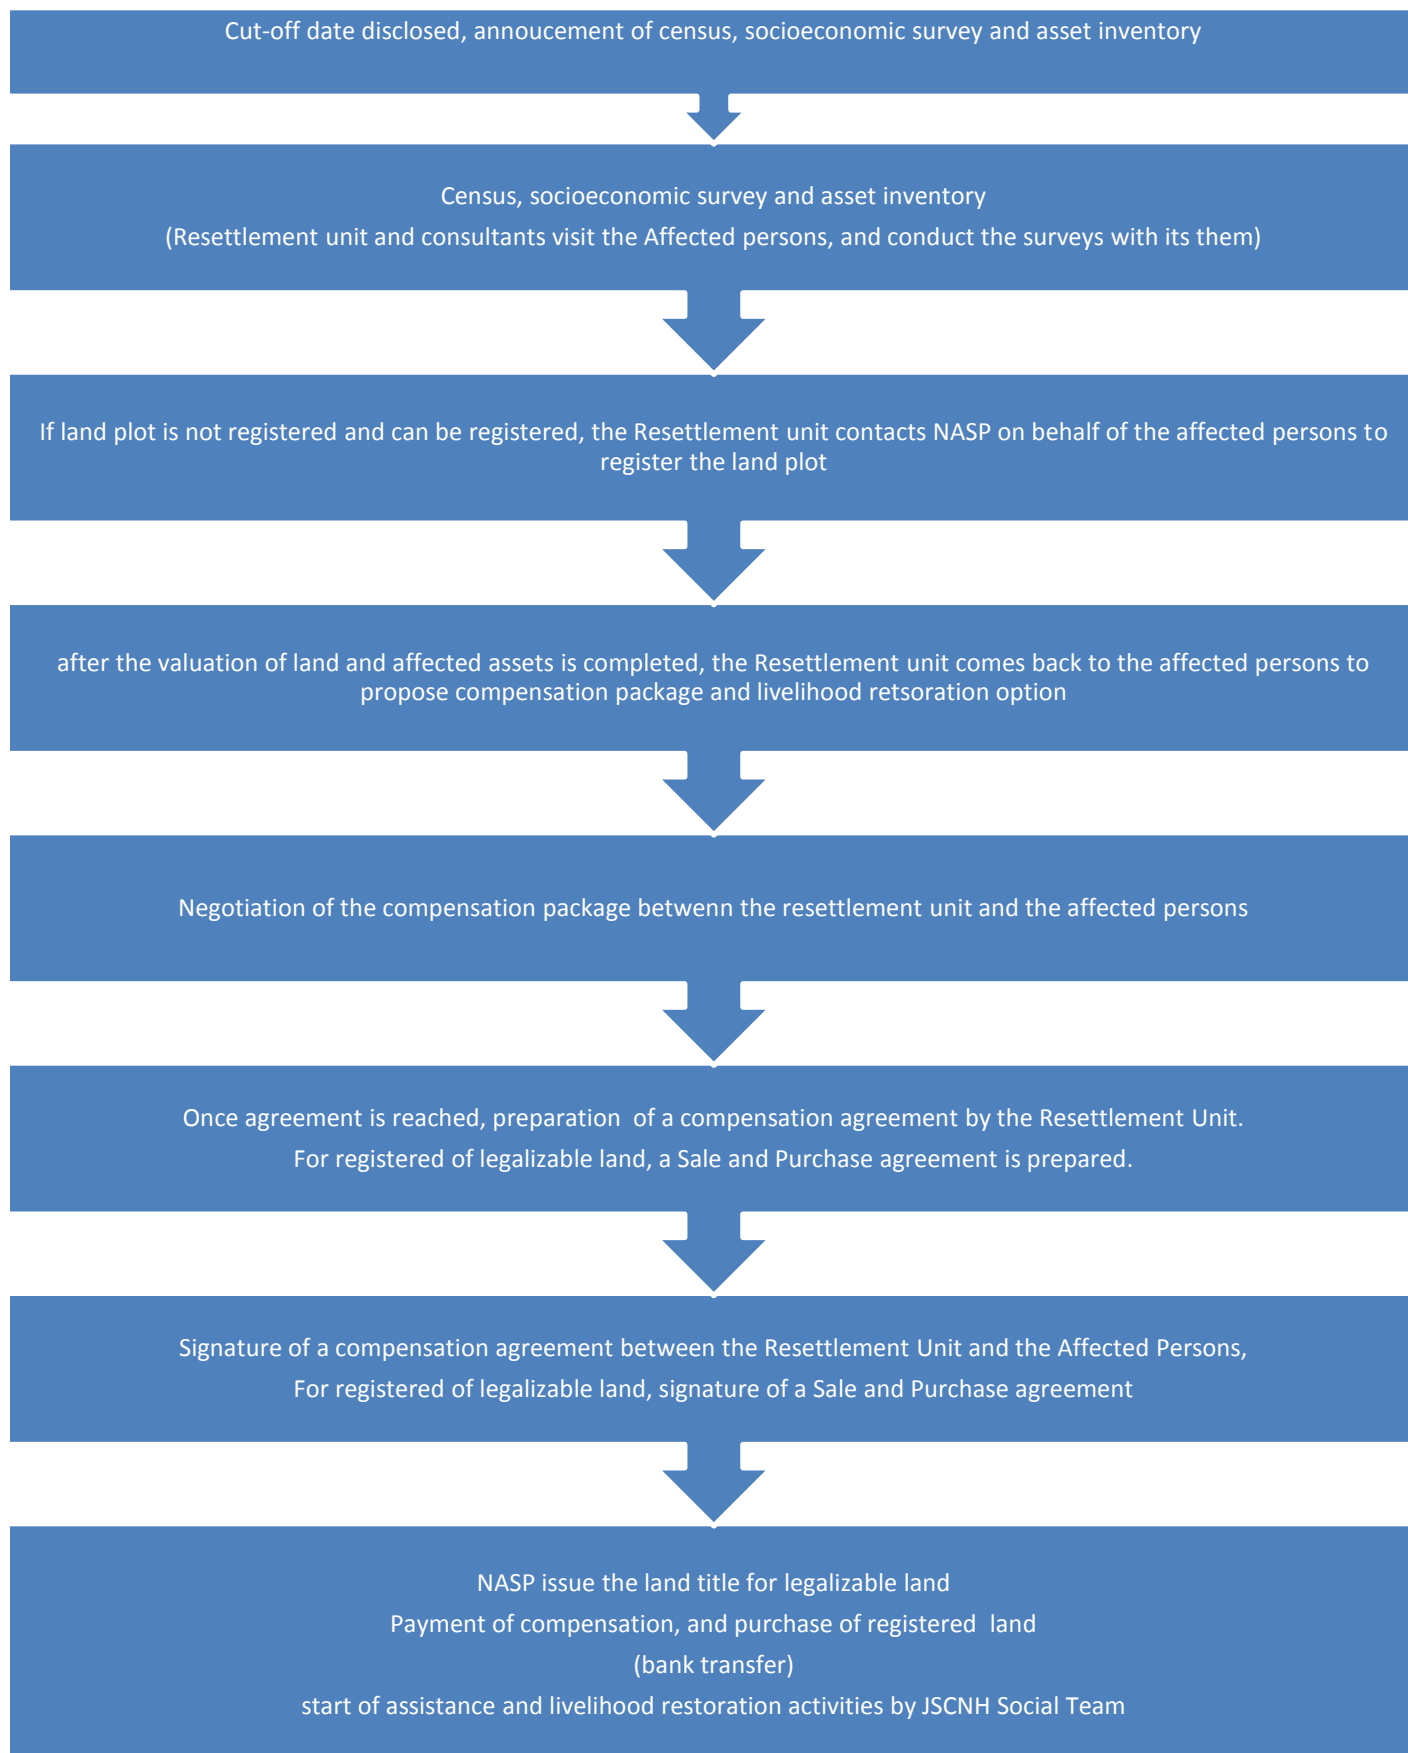 Cut-off date disclosed, annoucement of census, socioeconomic survey and asset inventory
Census, socioeconomic survey and asset inventory
(Resettlement unit and consultants visit the Affected persons, and conduct the surveys with its them)
If land plot is not registered and can be registered, the Resettlement unit contacts NASP on behalf of the affected persons to
register the land plot
after the valuation of land and affected assets is completed, the Resettlement unit comes back to the affected persons to
propose compensation package and livelihood retsoration option
Negotiation of the compensation package betwenn the resettlement unit and the affected persons
Once agreement is reached, preparation  of a compensation agreement by the Resettlement Unit.
For registered of legalizable land, a Sale and Purchase agreement is prepared.
Signature of a compensation agreement between the Resettlement Unit and the Affected Persons,
For registered of legalizable land, signature of a Sale and Purchase agreement
NASP issue the land title for legalizable land
Payment of compensation, and purchase of registered  land
(bank transfer)
start of assistance and livelihood restoration activities by JSCNH Social Team